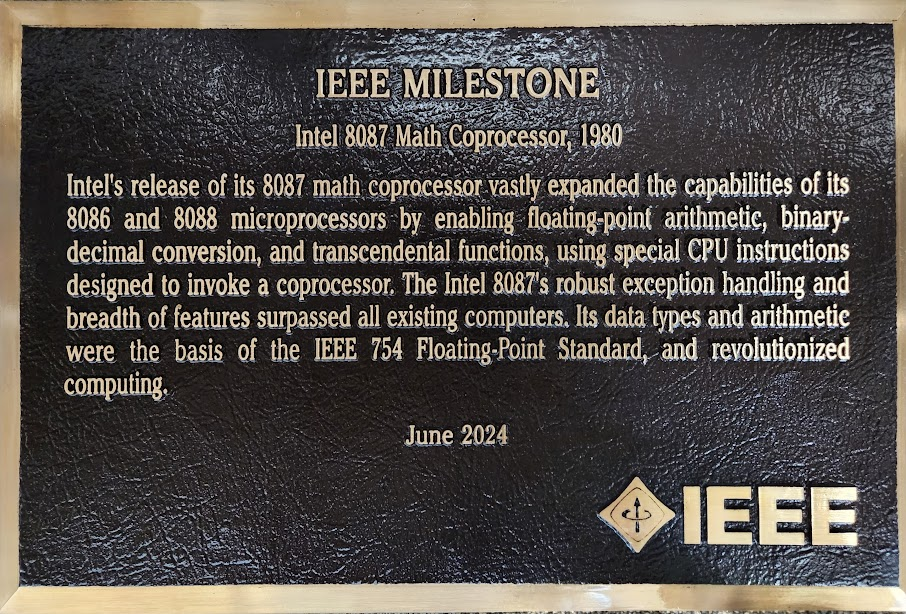 IEEE MILESTONE
Intel 8087 Math Coprocessor, 1980
Intel's release of its 8087 math coprocessor vastly expanded the capabilities of its
8086 and 8088 microprocessors by enabling floating-point arithmetic, binary-
decimal conversion, and transcendental functions, using special CPU instructions
designed to invoke a coprocessor. The Intel 8087's robust exception handling and
breadth of features surpassed all existing computers. Its data types and arithmetic
were the basis of the IEEE 754 Floating-Point Standard, and revolutionized
computing.
June 2024
IEEE